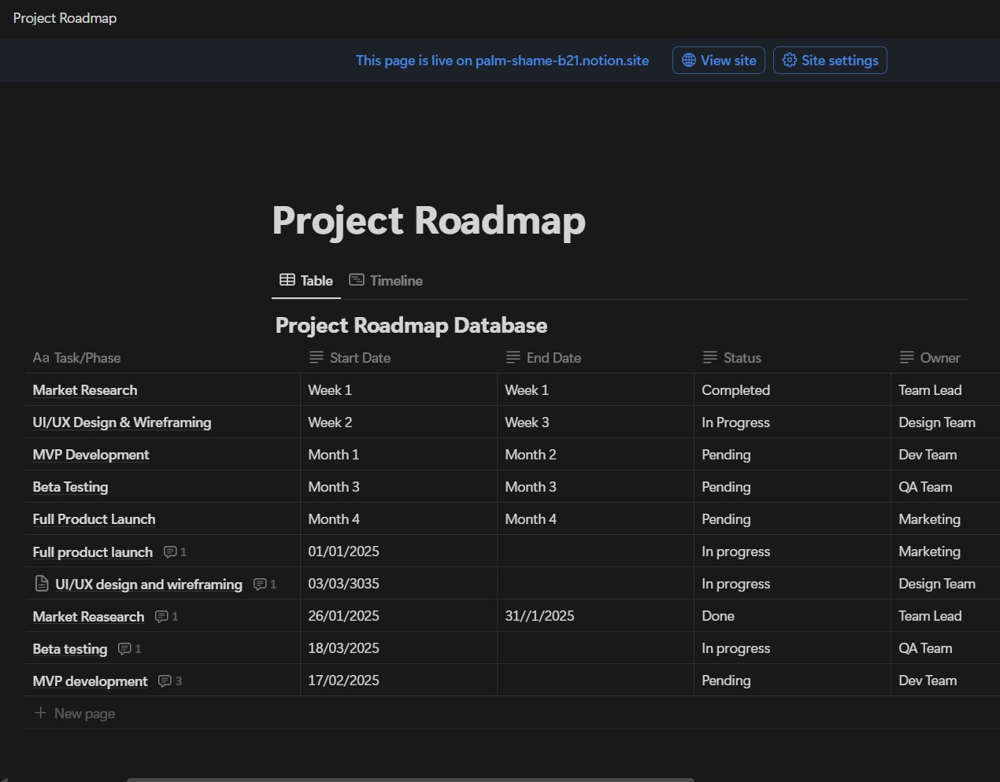 Project Roadmap
This page is live on palm-shame-b21.notion.site View site Site settings
Project Roadmap
Table Timeline
Project Roadmap Database
Aa Task/Phase Start Date End Date Status Owner
Market Research Week 1 Week 1 Completed Team Lead
UI/UX Design & Wireframing Week 2 Week 3 In Progress Design Team
MVP Development Month 1 Month 2 Pending Dev Team
Beta Testing Month 3 Month 3 Pending QA Team
Full Product Launch Month 4 Month 4 Pending Marketing
Full product launch 1 01/01/2025 In progress Marketing
UI/UX design and wireframing 1 03/03/3035 In progress Design Team
Market Reasearch 1 26/01/2025 31//1/2025 Done Team Lead
Beta testing 1 18/03/2025 In progress QA Team
MVP development 3 17/02/2025 Pending Dev Team
+ New page